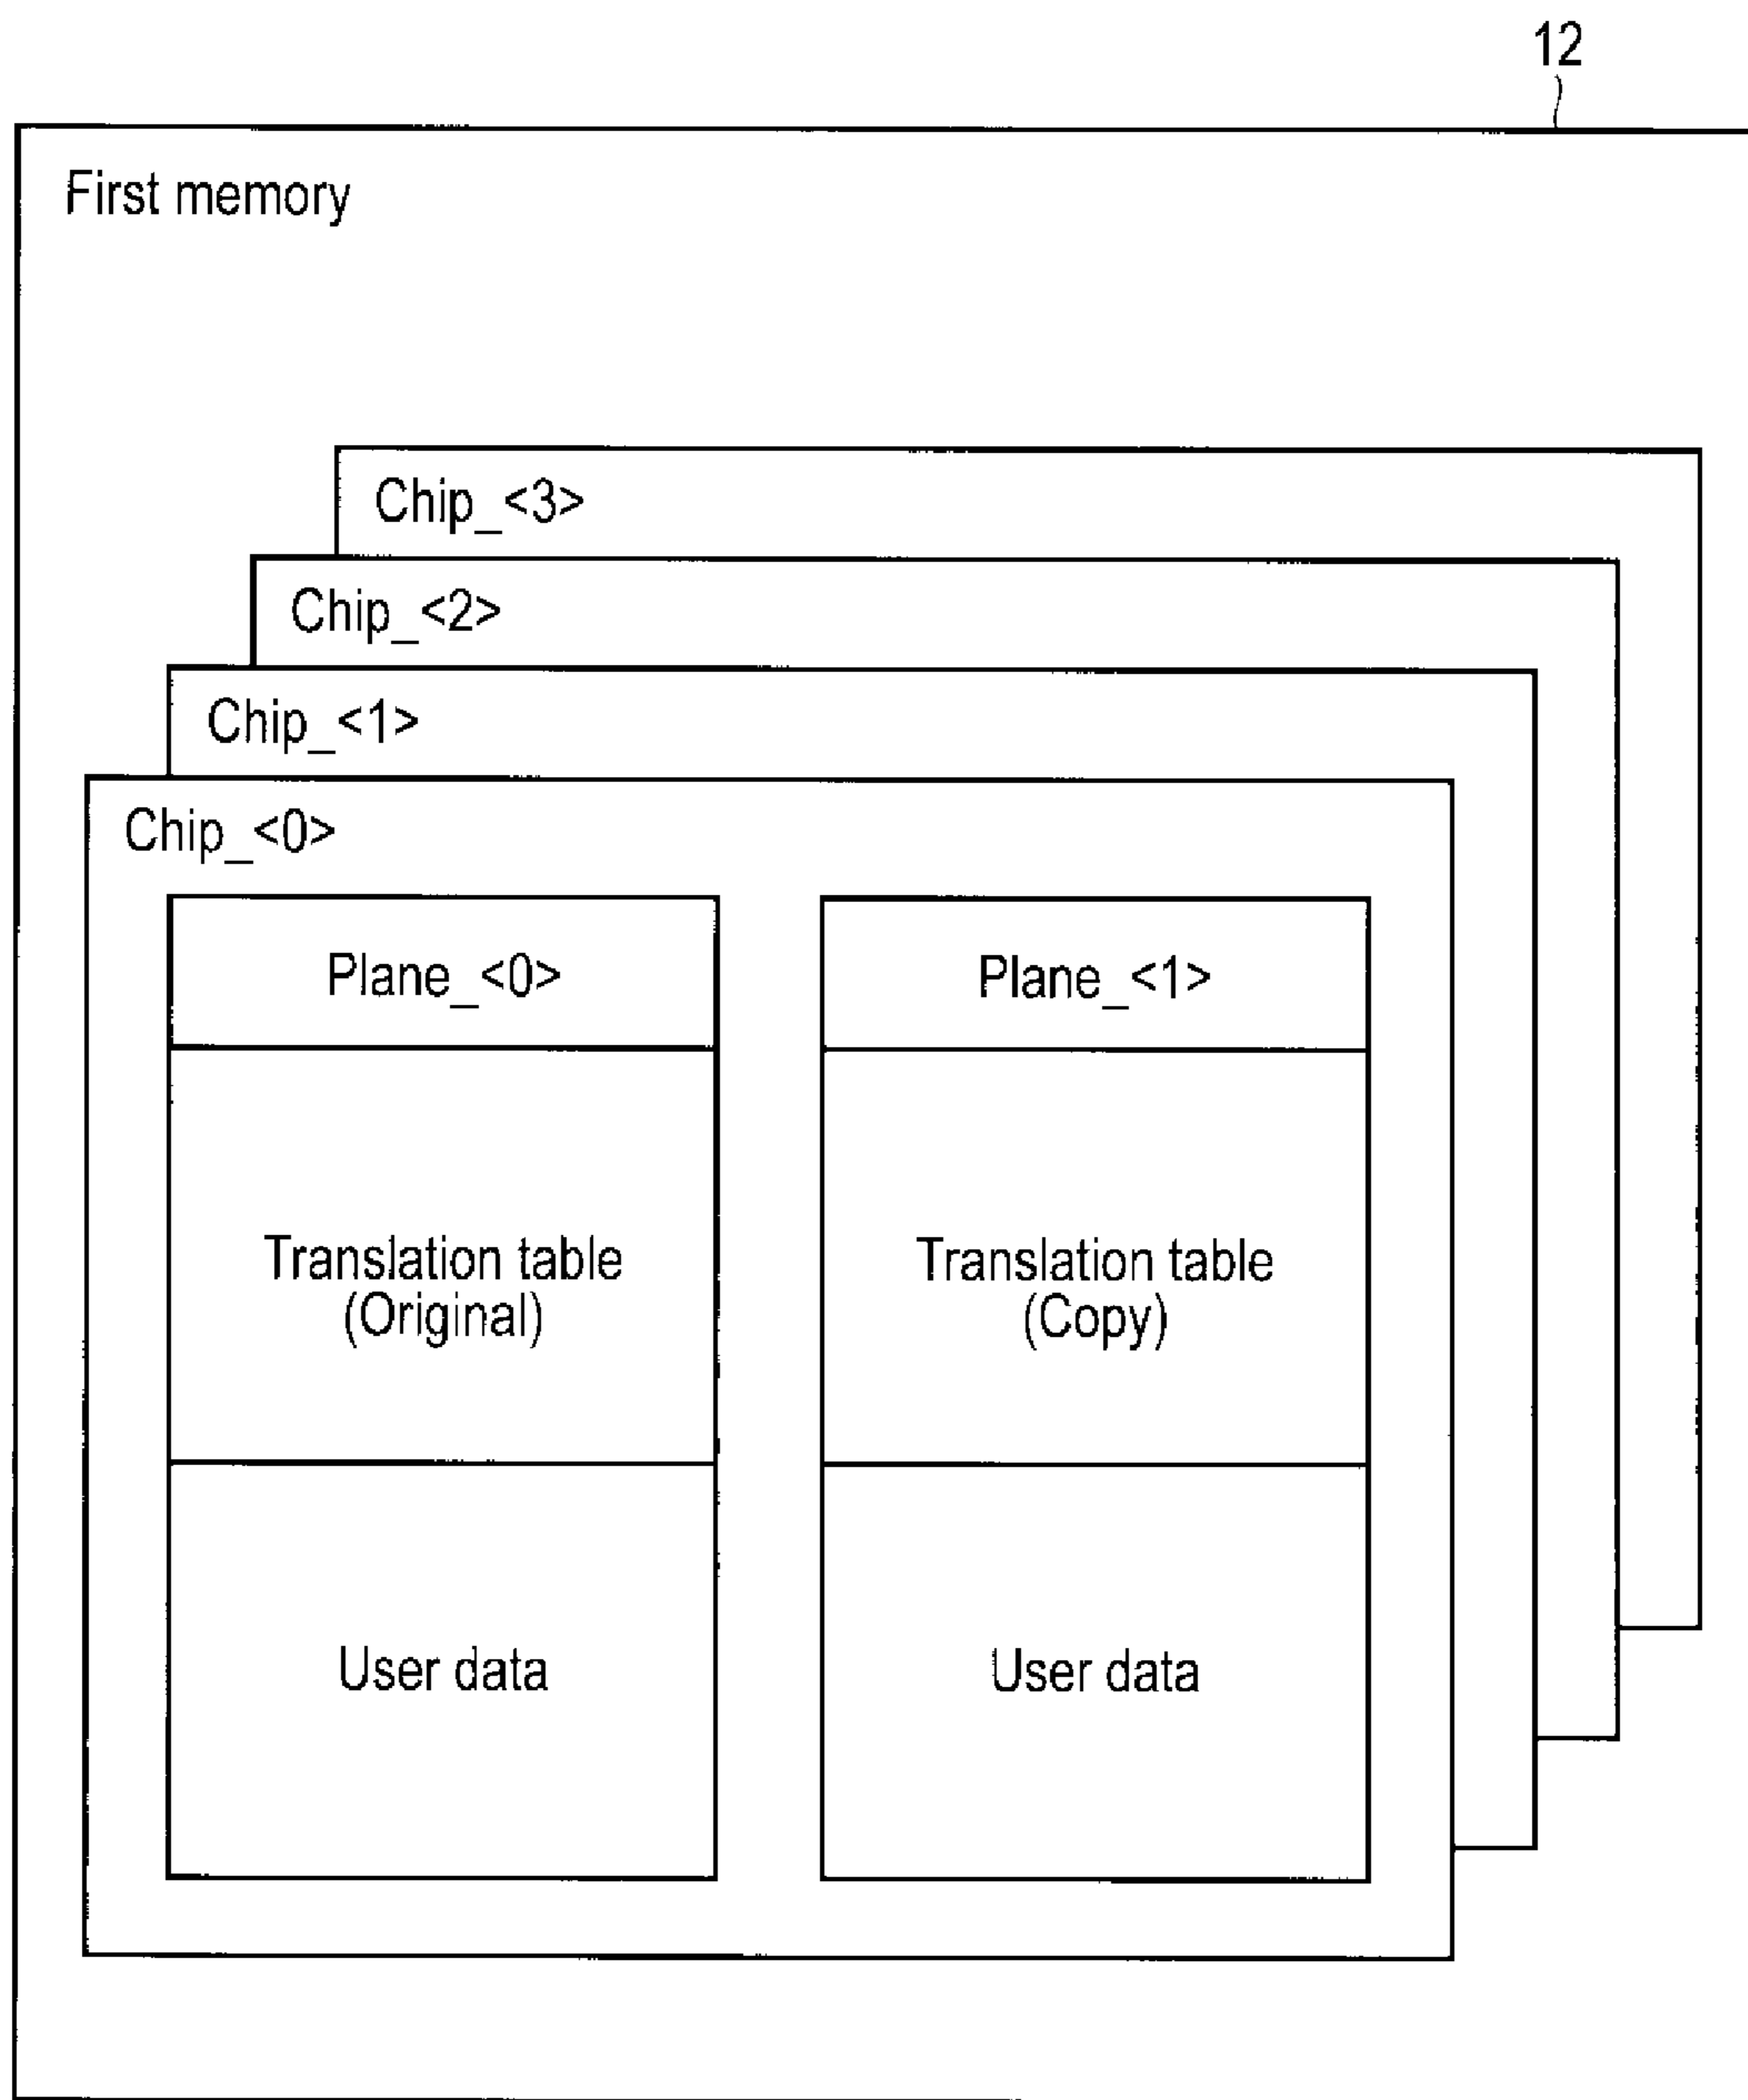 12
First memory
Chip_<3>
Chip_<2>
Chip_<1>
Chip_<0>
Plane_<0>
Translation table
(Original)
User data
Plane_<1>
Translation table
(Copy)
User data